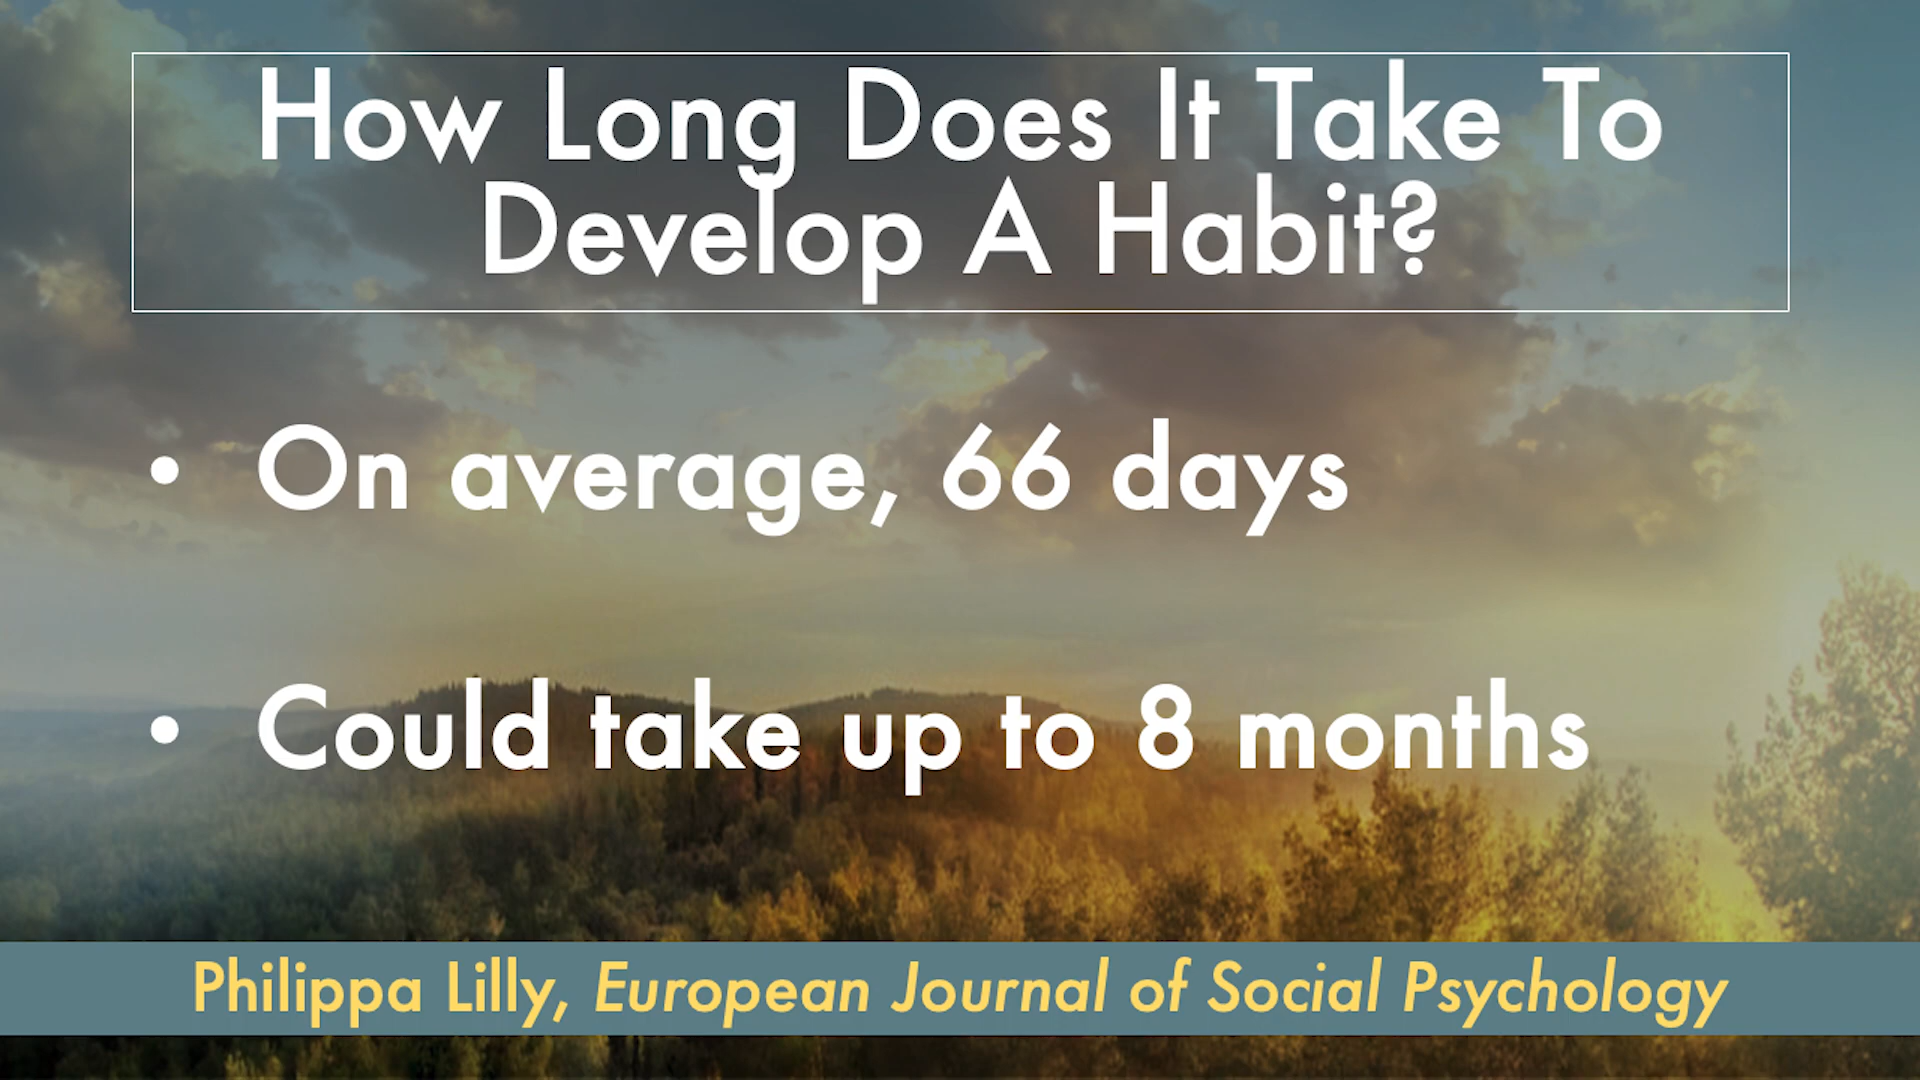 How Long Does It Take To
Develop A Habit?
• On average, 66 days
• Could take up to 8 months
Philippa Lilly, European Journal of Social Psychology